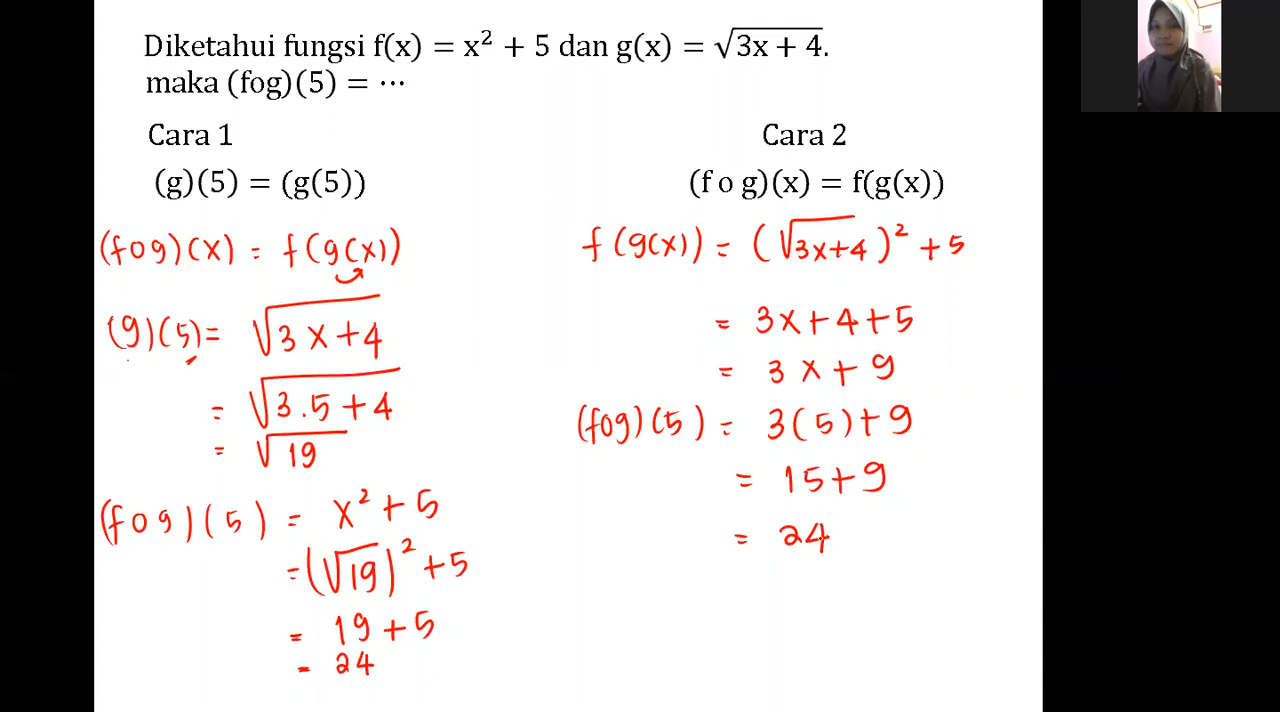 Diketahui fungsi f(x) = x² + 5 dan g(x) = √(3x + 4).
maka (fog)(5) = ⋯
Cara 1
(g)(5) = (g(5))
(fog)(x) = f(g(x))
(g)(5) = √(3x+4)
= √(3.5+4)
= √19
(fog)(5) = x² + 5
= (√19)² + 5
= 19 + 5
= 24
Cara 2
(f o g)(x) = f(g(x))
f(g(x)) = (√(3x+4))² + 5
= 3x+4+5
= 3x+9
(fog)(5) = 3(5)+9
= 15+9
= 24